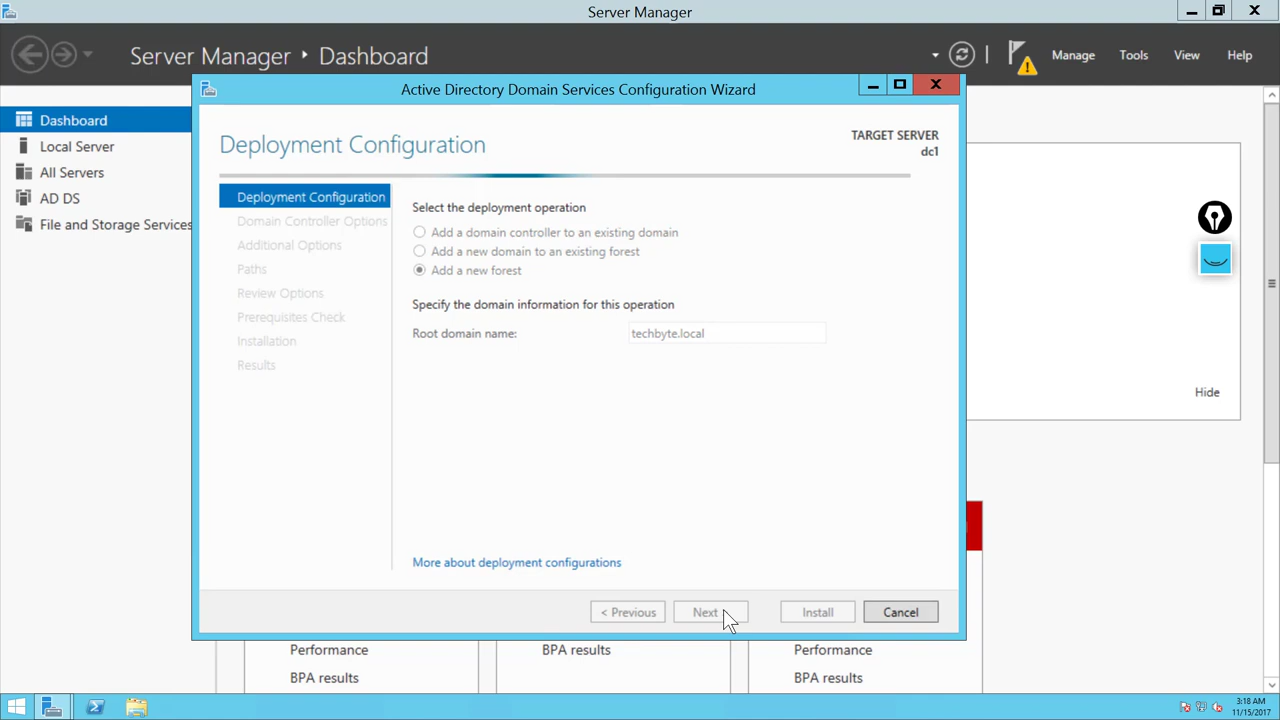 Server Manager
Server Manager ‣ Dashboard
Manage Tools View Help
Dashboard
Local Server
All Servers
AD DS
File and Storage Services
Active Directory Domain Services Configuration Wizard
Deployment Configuration
TARGET SERVER
dc1
Deployment Configuration
Domain Controller Options
Additional Options
Paths
Review Options
Prerequisites Check
Installation
Results
Select the deployment operation
Add a domain controller to an existing domain
Add a new domain to an existing forest
Add a new forest
Specify the domain information for this operation
Root domain name: techbyte.local
More about deployment configurations
< Previous Next Install Cancel
Hide
Performance BPA results Performance
BPA results BPA results
3:18 AM
11/15/2017